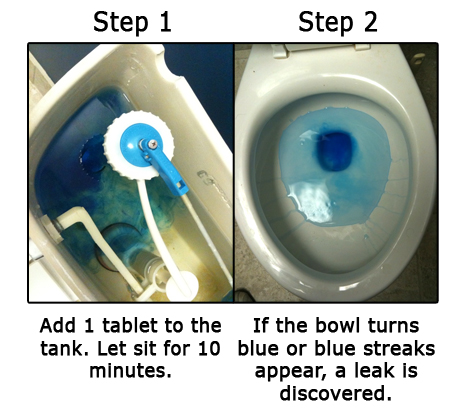 Step 1
Step 2
Add 1 tablet to the
tank. Let sit for 10
minutes.
If the bowl turns
blue or blue streaks
appear, a leak is
discovered.